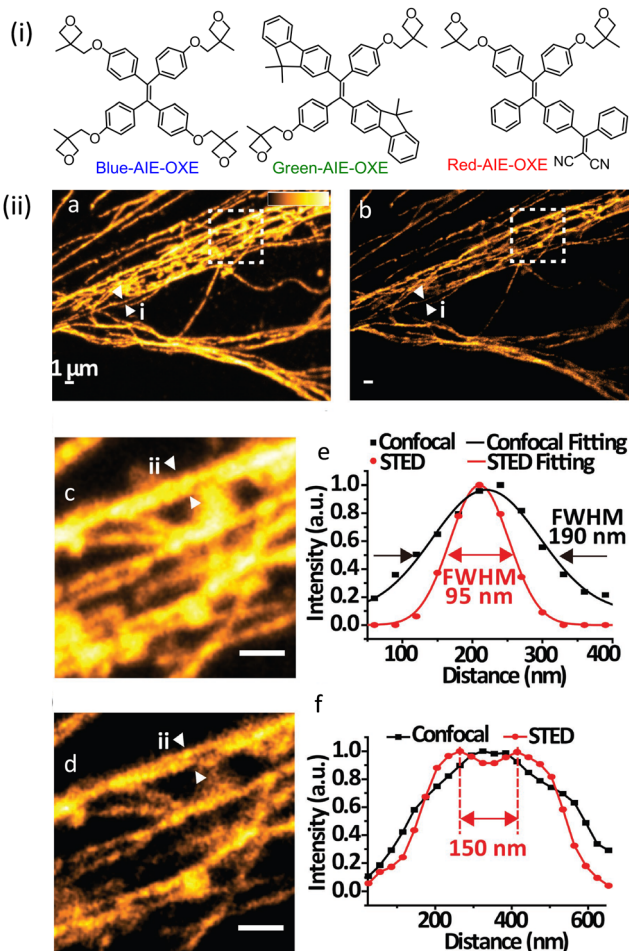 (i)
O
O
O
O
O
O
O
O
Blue-AIE-OXE
O
O
O
O
Green-AIE-OXE
O
O
O
O
NC
CN
Red-AIE-OXE
(ii)
a
i
1 μm
b
i
c
ii
e
Confocal
Confocal Fitting
STED
STED Fitting
Intensity (a.u.)
1.0
0.8
0.6
0.4
0.2
0.0
FWHM
190 nm
FWHM
95 nm
100
200
300
400
Distance (nm)
d
ii
f
Confocal
STED
Intensity (a.u.)
1.0
0.8
0.6
0.4
0.2
0.0
150 nm
200
400
600
Distance (nm)